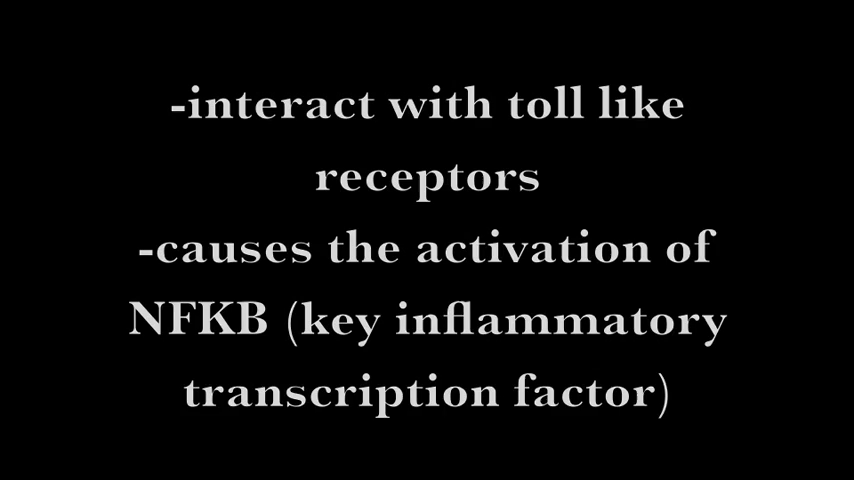 -interact with toll like
receptors
-causes the activation of
NFKB (key inflammatory
transcription factor)